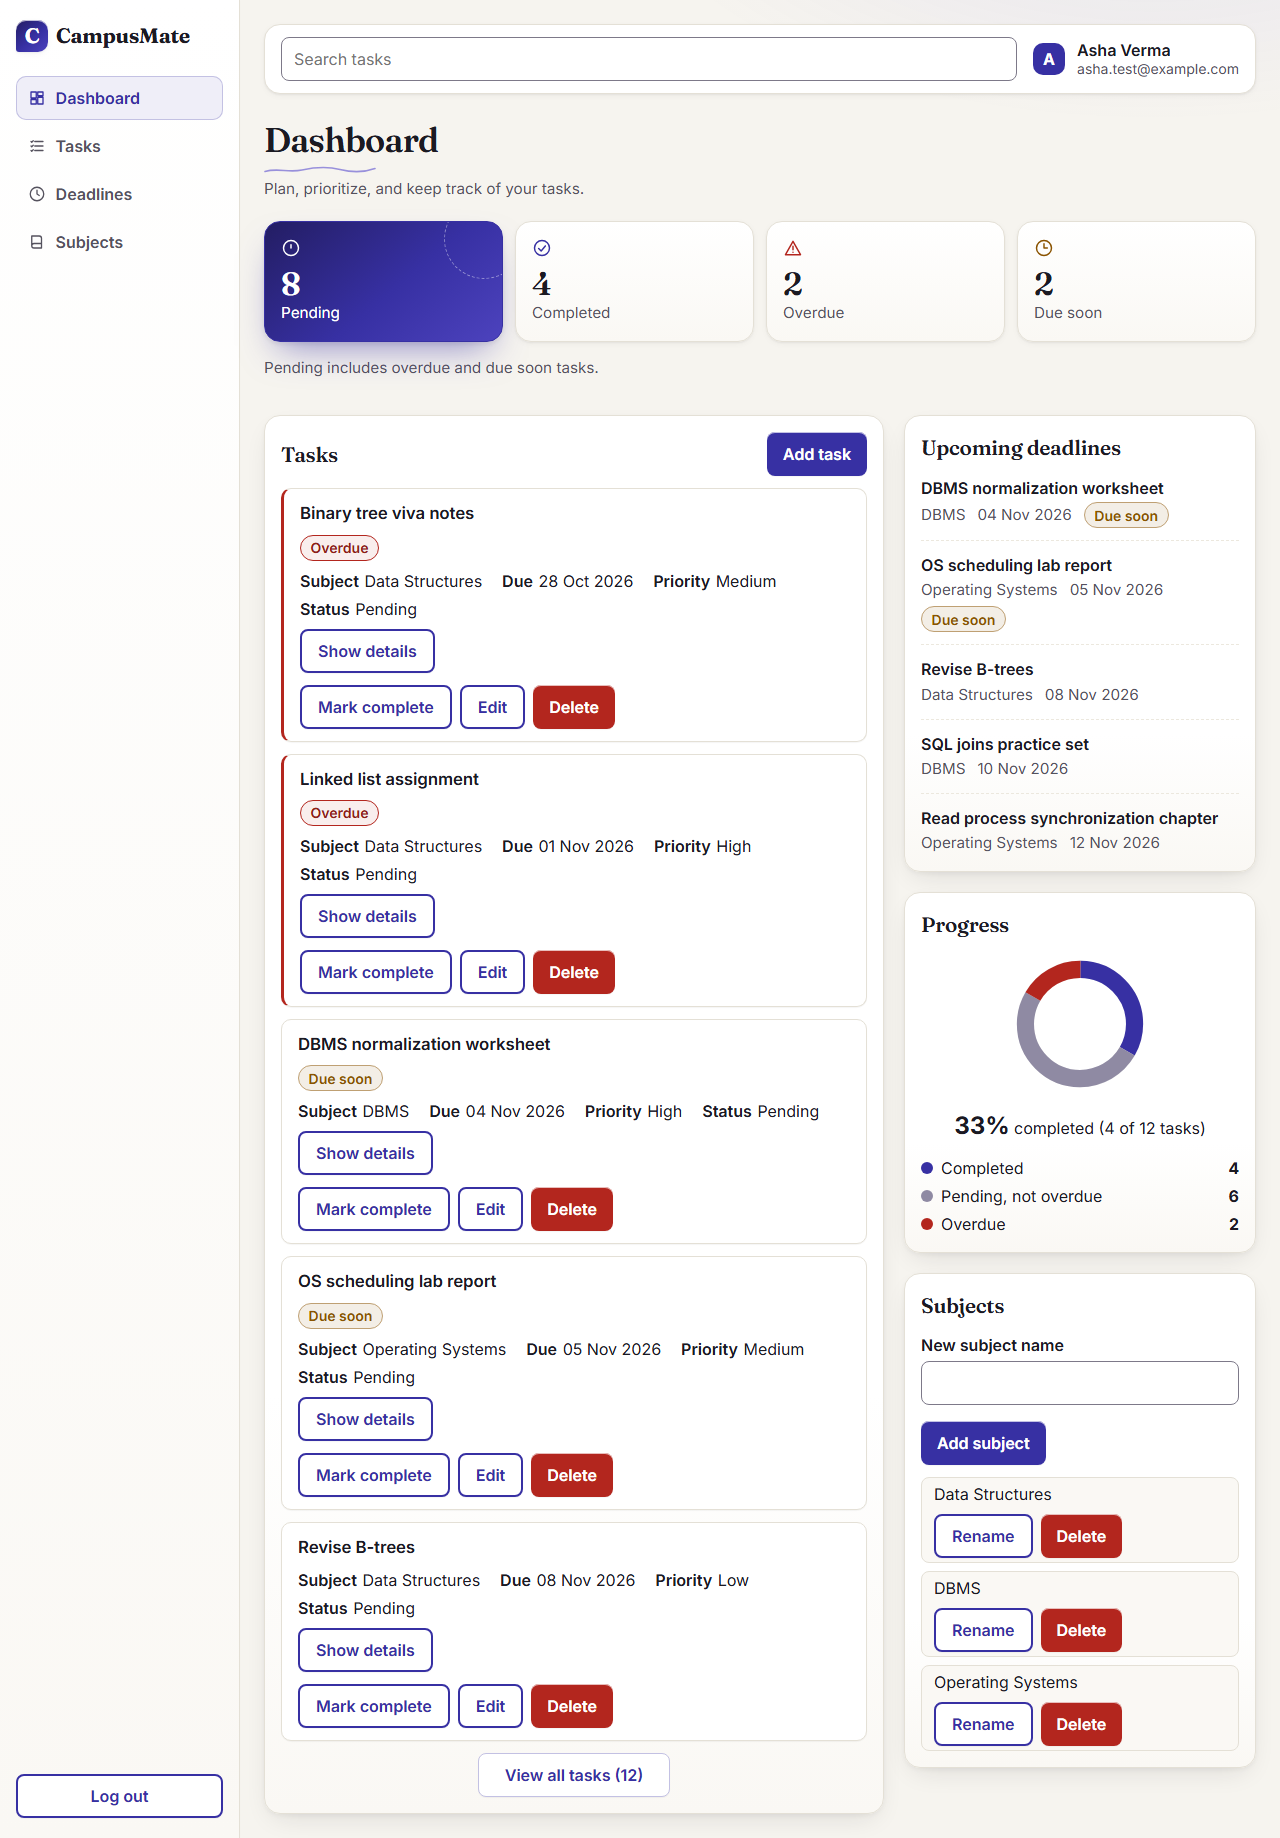 C CampusMate
Dashboard
Tasks
Deadlines
Subjects
Log out
Search tasks
A
Asha Verma
asha.test@example.com
Dashboard
Plan, prioritize, and keep track of your tasks.
8
Pending
4
Completed
2
Overdue
2
Due soon
Pending includes overdue and due soon tasks.
Tasks
Add task
Binary tree viva notes
Overdue
Subject Data Structures Due 28 Oct 2026 Priority Medium
Status Pending
Show details
Mark complete Edit Delete
Linked list assignment
Overdue
Subject Data Structures Due 01 Nov 2026 Priority High
Status Pending
Show details
Mark complete Edit Delete
DBMS normalization worksheet
Due soon
Subject DBMS Due 04 Nov 2026 Priority High Status Pending
Show details
Mark complete Edit Delete
OS scheduling lab report
Due soon
Subject Operating Systems Due 05 Nov 2026 Priority Medium
Status Pending
Show details
Mark complete Edit Delete
Revise B-trees
Subject Data Structures Due 08 Nov 2026 Priority Low
Status Pending
Show details
Mark complete Edit Delete
View all tasks (12)
Upcoming deadlines
DBMS normalization worksheet
DBMS 04 Nov 2026 Due soon
OS scheduling lab report
Operating Systems 05 Nov 2026
Due soon
Revise B-trees
Data Structures 08 Nov 2026
SQL joins practice set
DBMS 10 Nov 2026
Read process synchronization chapter
Operating Systems 12 Nov 2026
Progress
33% completed (4 of 12 tasks)
Completed 4
Pending, not overdue 6
Overdue 2
Subjects
New subject name
Add subject
Data Structures
Rename Delete
DBMS
Rename Delete
Operating Systems
Rename Delete